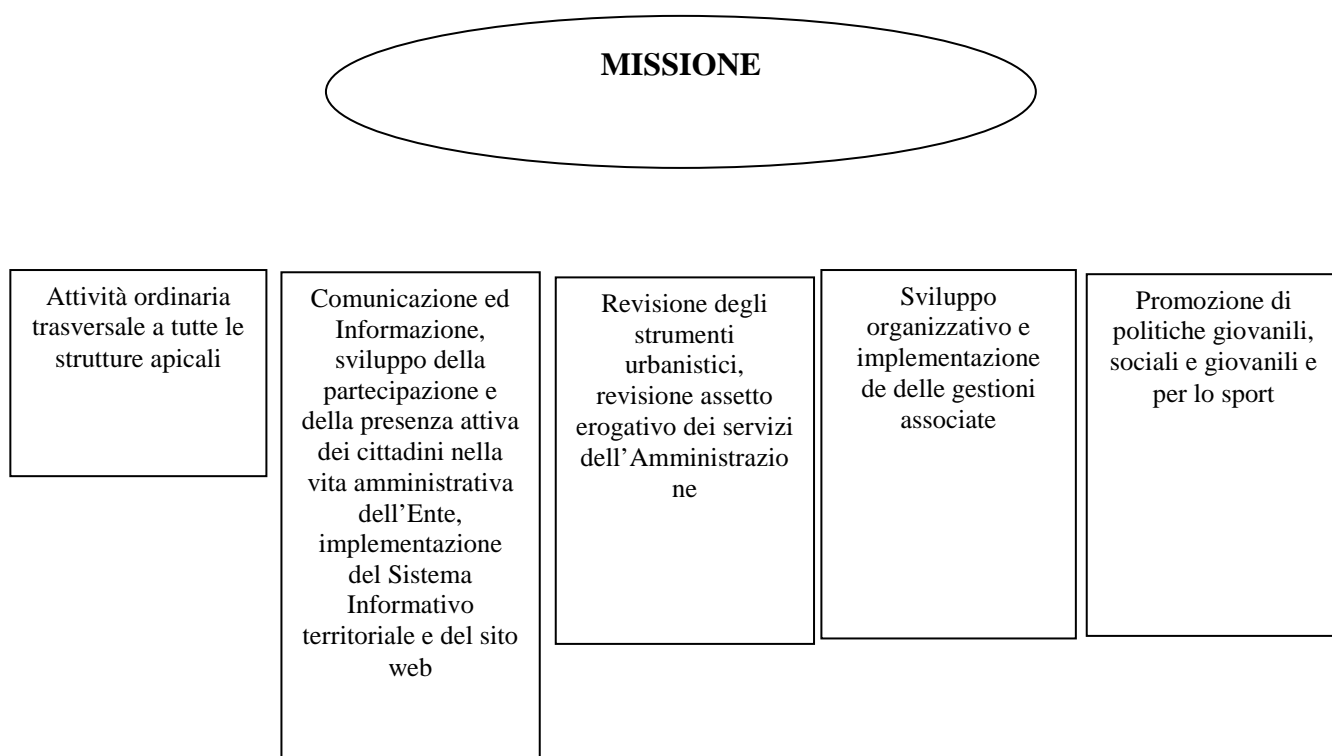 MISSIONE
Attività ordinaria
trasversale a tutte le
strutture apicali
Comunicazione ed
Informazione,
sviluppo della
partecipazione e
della presenza attiva
dei cittadini nella
vita amministrativa
dell’Ente,
implementazione
del Sistema
Informativo
territoriale e del sito
web
Revisione degli
strumenti
urbanistici,
revisione assetto
erogativo dei servizi
dell’Amministrazio
ne
Sviluppo
organizzativo e
implementazione
de delle gestioni
associate
Promozione di
politiche giovanili,
sociali e giovanili e
per lo sport